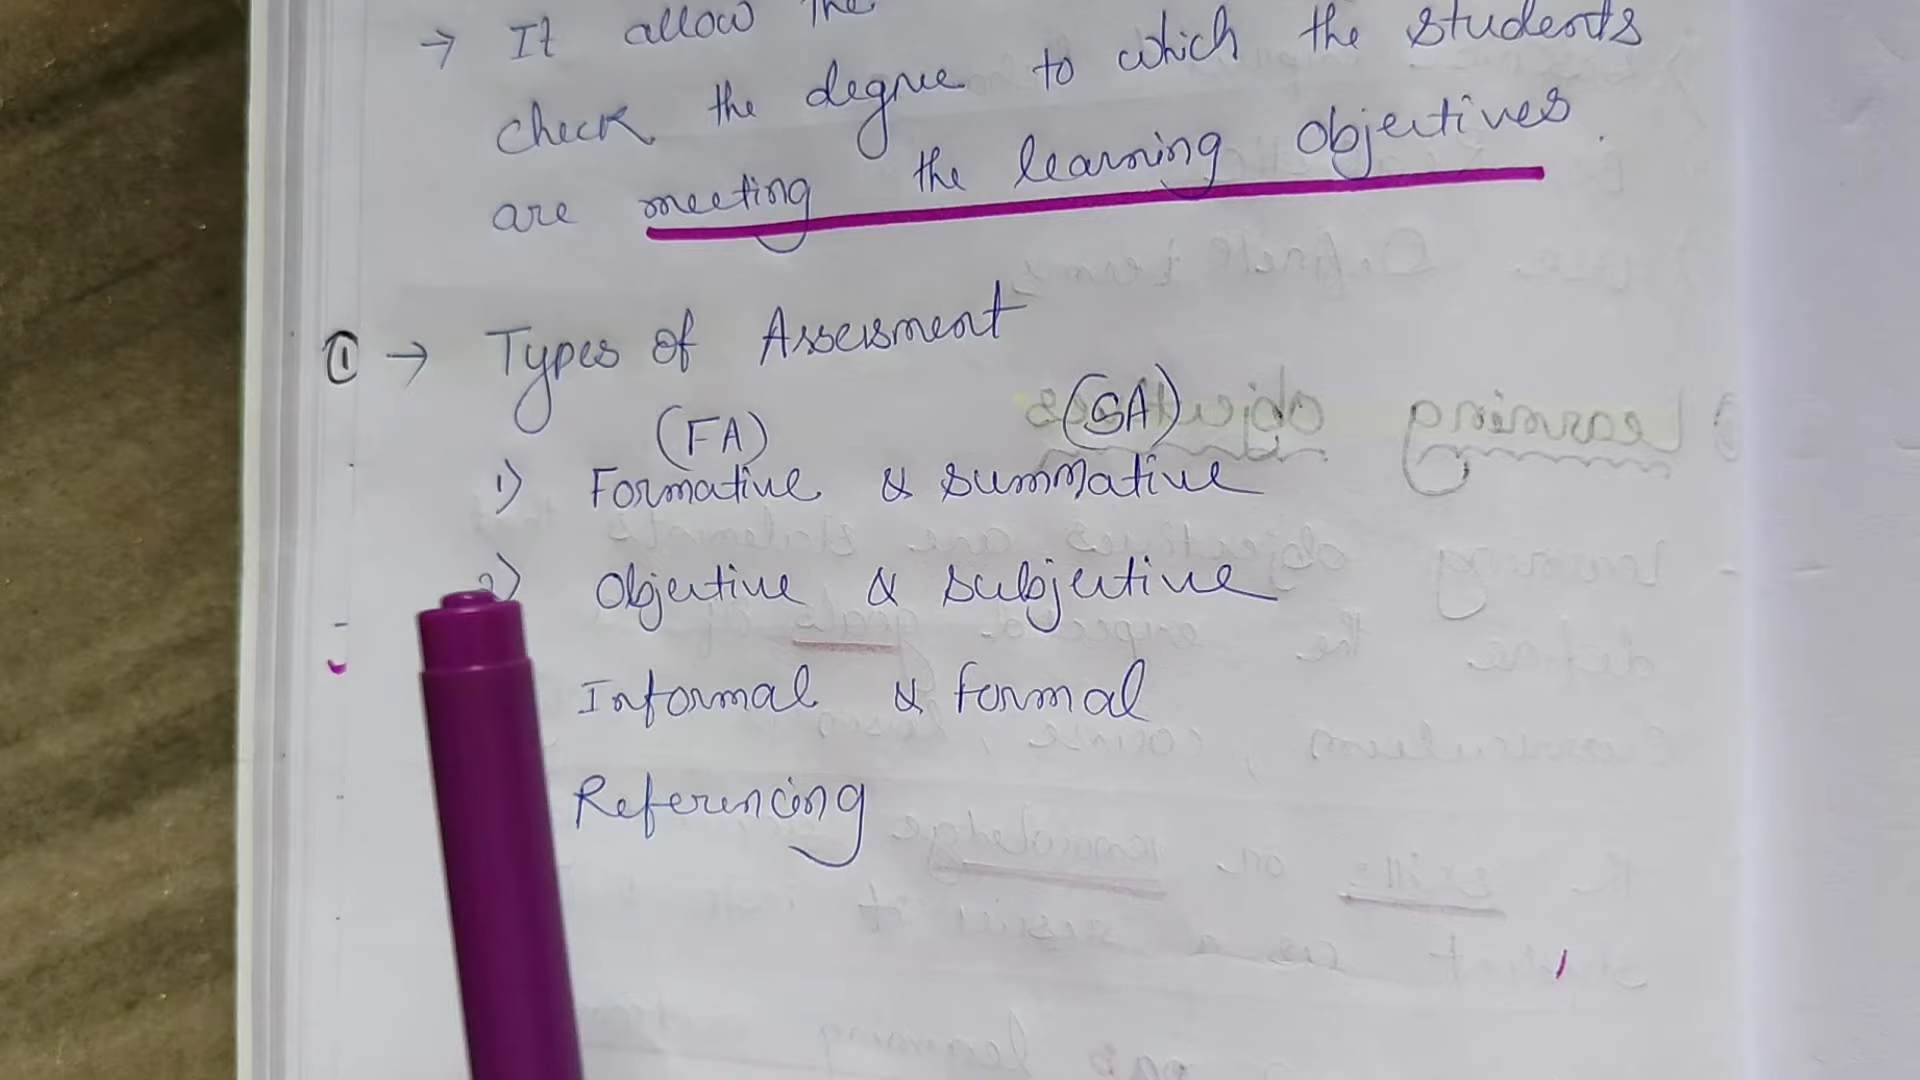 → It allow the
check the degree to which the students
are meeting the learning objectives.
① → Types of Assessment
(FA) (SA)
1) Formative & Summative
2) Objective & Subjective
Informal & formal
Referencing